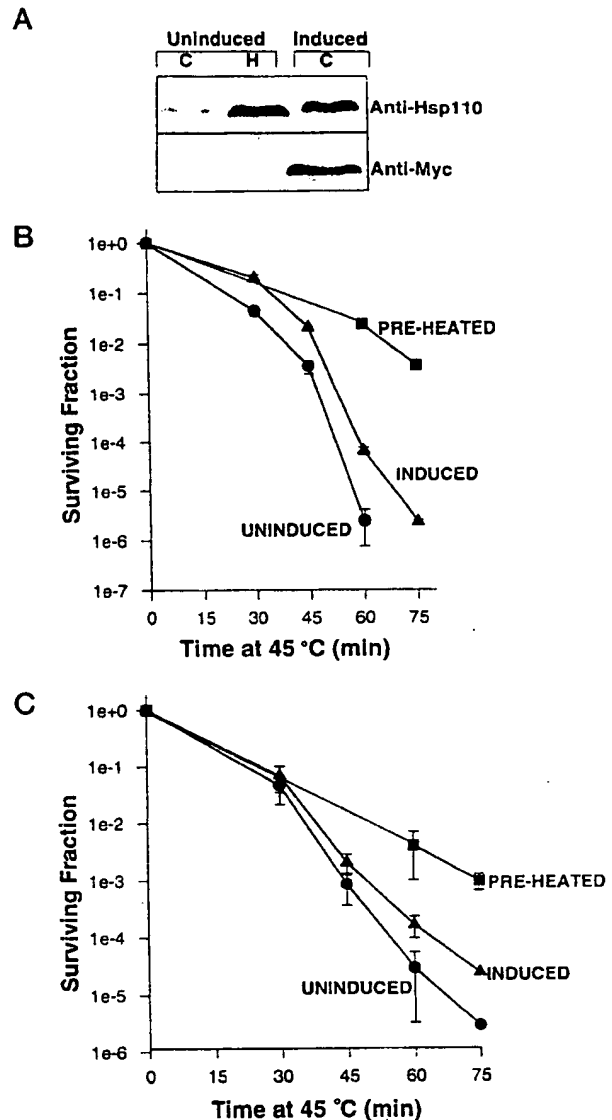 A
Uninduced Induced
C H C
Anti-Hsp110
Anti-Myc
B
1e+0
1e-1
1e-2
1e-3
1e-4
1e-5
1e-6
1e-7
Surviving Fraction
PRE-HEATED
INDUCED
UNINDUCED
0 15 30 45 60 75
Time at 45 °C (min)
C
1e+0
1e-1
1e-2
1e-3
1e-4
1e-5
1e-6
Surviving Fraction
PRE-HEATED
INDUCED
UNINDUCED
0 15 30 45 60 75
Time at 45 °C (min)